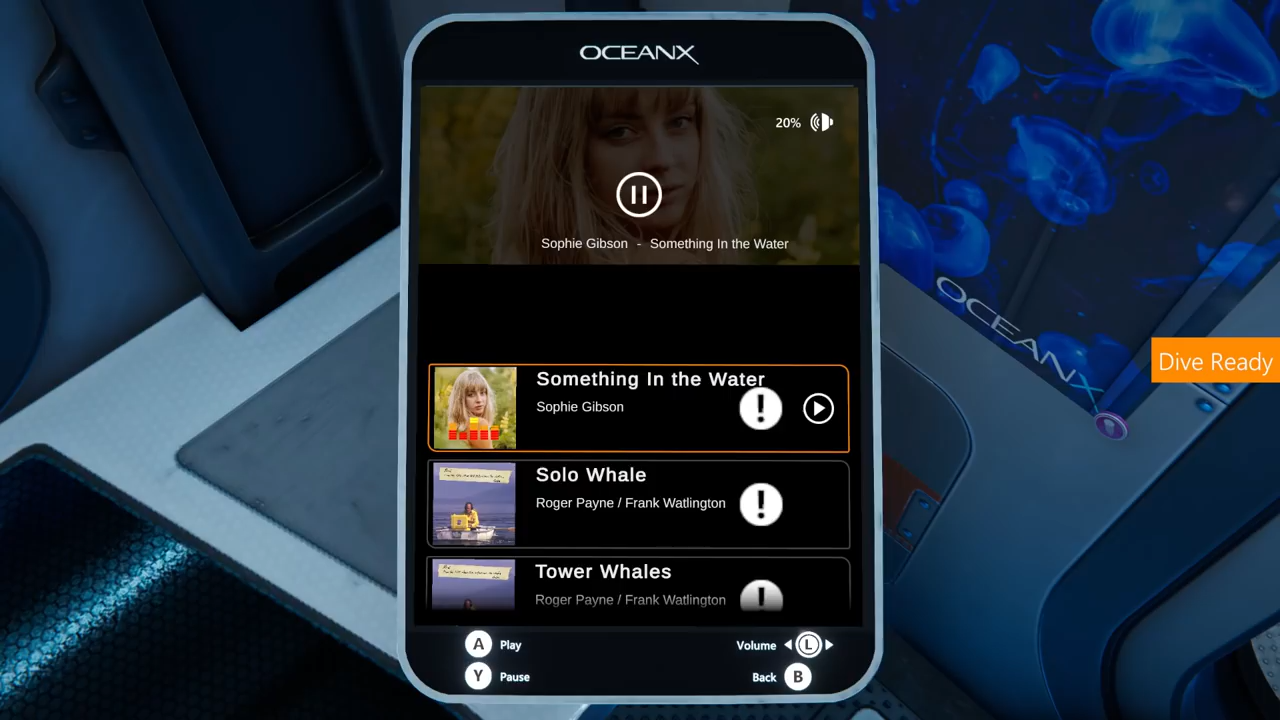 OCEANX
20%
Sophie Gibson - Something In the Water
OCEANX
Dive Ready
Something In the Water
Sophie Gibson
Solo Whale
Roger Payne / Frank Watlington
Tower Whales
Roger Payne / Frank Watlington
A Play
Volume L
Y Pause
Back B